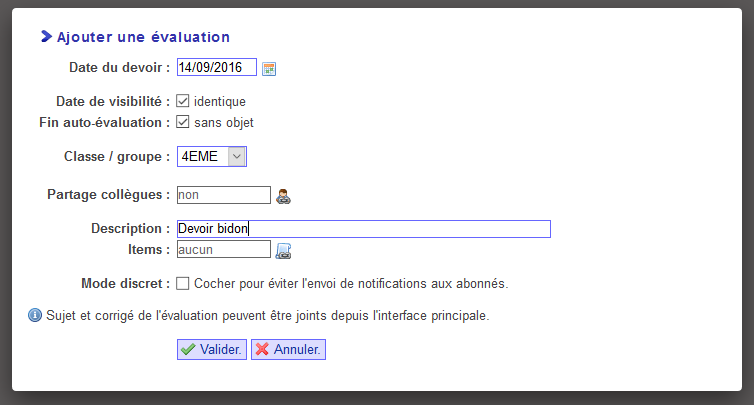 Ajouter une évaluation
Date du devoir : 14/09/2016
Date de visibilité : identique
Fin auto-évaluation : sans objet
Classe / groupe : 4EME
Partage collègues : non
Description : Devoir bidon
Items : aucun
Mode discret : Cocher pour éviter l'envoi de notifications aux abonnés.
Sujet et corrigé de l'évaluation peuvent être joints depuis l'interface principale.
Valider. Annuler.